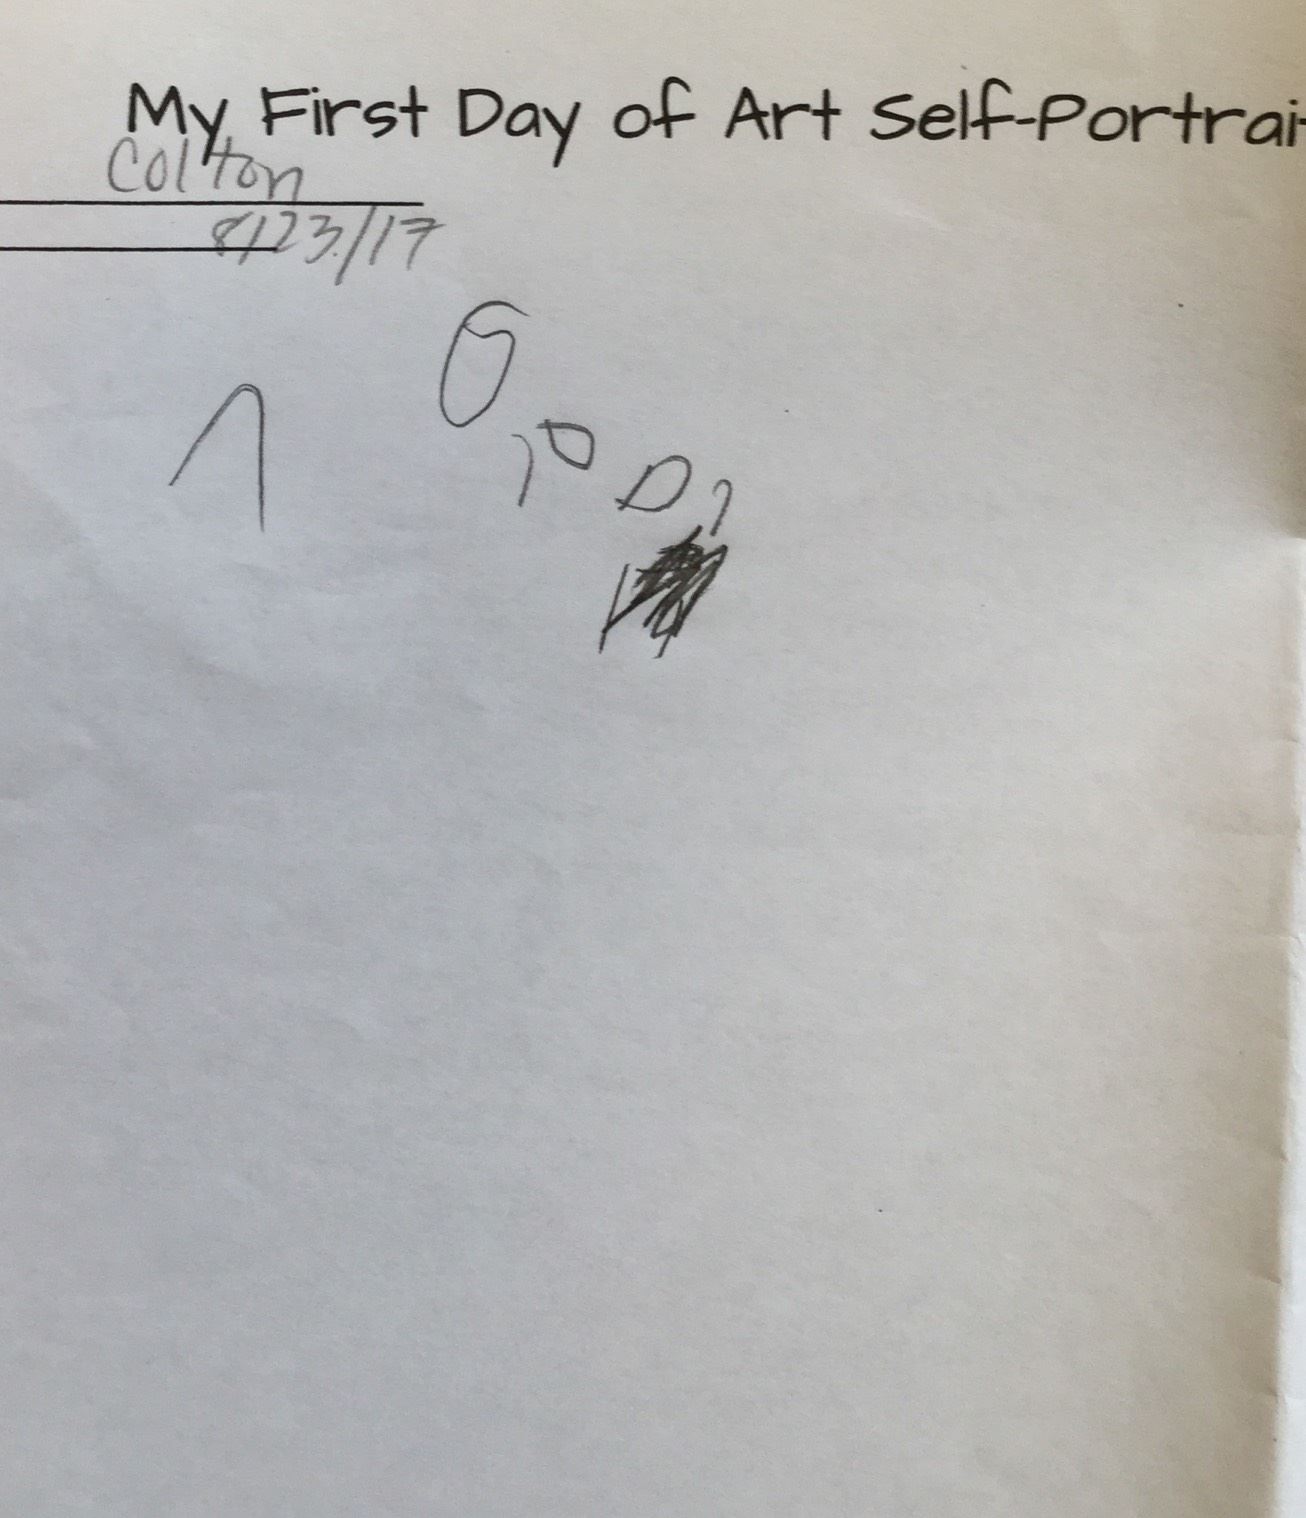 My First Day of Art Self-Portrai
Colton
8/23/17